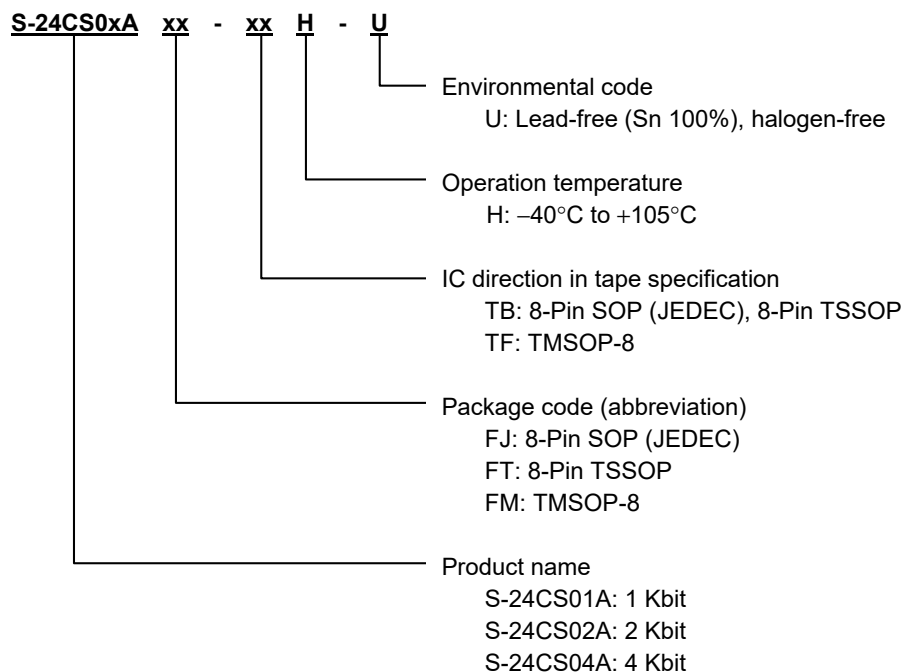 S-24CS0xA xx - xx H - U
Environmental code
U: Lead-free (Sn 100%), halogen-free
Operation temperature
H: −40°C to +105°C
IC direction in tape specification
TB: 8-Pin SOP (JEDEC), 8-Pin TSSOP
TF: TMSOP-8
Package code (abbreviation)
FJ: 8-Pin SOP (JEDEC)
FT: 8-Pin TSSOP
FM: TMSOP-8
Product name
S-24CS01A: 1 Kbit
S-24CS02A: 2 Kbit
S-24CS04A: 4 Kbit